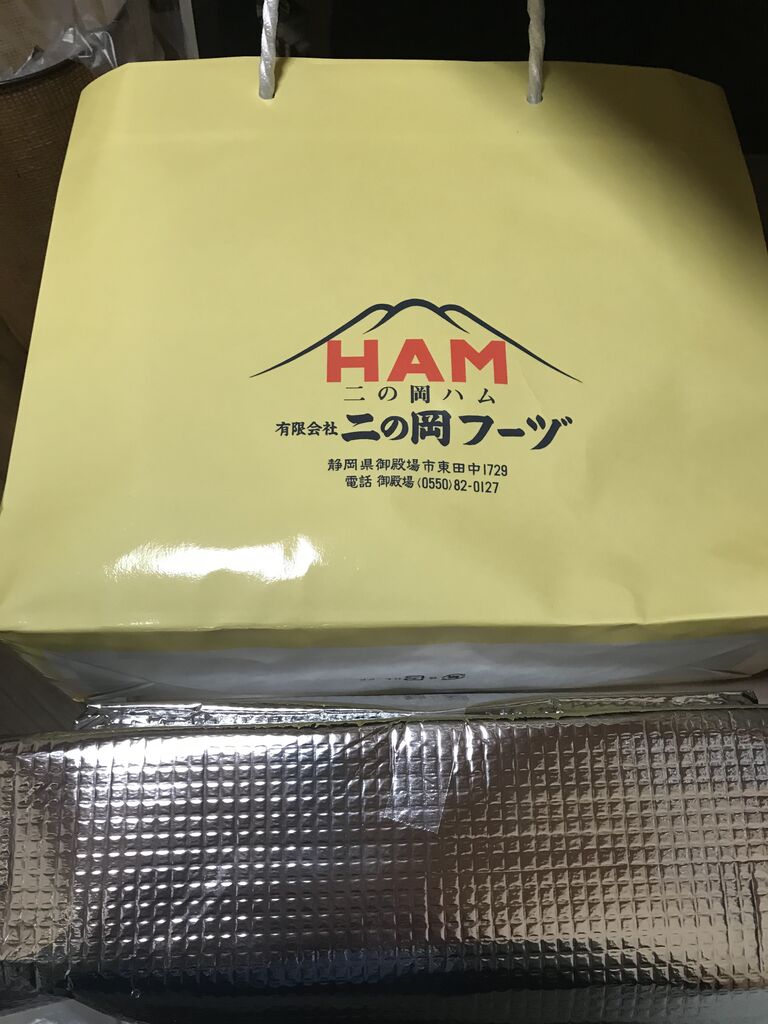 HAM
二の岡ハム
有限会社 二の岡フーヅ
静岡県御殿場市東田中1729
電話 御殿場(0550)82-0127